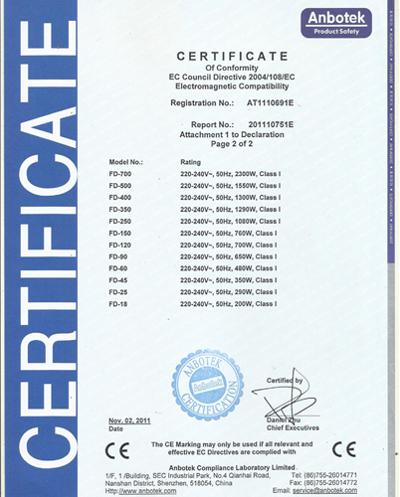 CERTIFICATE
Anbotek
Product Safety
CERTIFICATE
Of Conformity
EC Council Directive 2004/108/EC
Electromagnetic Compatibility
Registration No.: AT1110691E
Report No.: 201110751E
Attachment 1 to Declaration
Page 2 of 2
Model No.: Rating
FD-700 220-240V~, 50Hz, 2300W, Class I
FD-500 220-240V~, 50Hz, 1550W, Class I
FD-400 220-240V~, 50Hz, 1300W, Class I
FD-350 220-240V~, 50Hz, 1290W, Class I
FD-250 220-240V~, 50Hz, 1080W, Class I
FD-150 220-240V~, 50Hz, 760W, Class I
FD-120 220-240V~, 50Hz, 700W, Class I
FD-90 220-240V~, 50Hz, 650W, Class I
FD-60 220-240V~, 50Hz, 480W, Class I
FD-45 220-240V~, 50Hz, 350W, Class I
FD-25 220-240V~, 50Hz, 290W, Class I
FD-18 220-240V~, 50Hz, 200W, Class I
ANBOTEK
Anbotek
CERTIFICATION
Certified by
Nov. 02, 2011
Date
Daniel Zhu
Chief Executives
CE
The CE Marking may only be used if all relevant and
effective EC Directives are complied with
CE
Anbotek Compliance Laboratory Limited
1/F, 1 /Building, SEC Industrial Park, No.4 Qianhai Road,
Nanshan District, Shenzhen, 518054, China
Http://www.anbotek.com
Tel: (86)755-26014771
Fax: (86)755-26014772
Email: service@anbotek.com